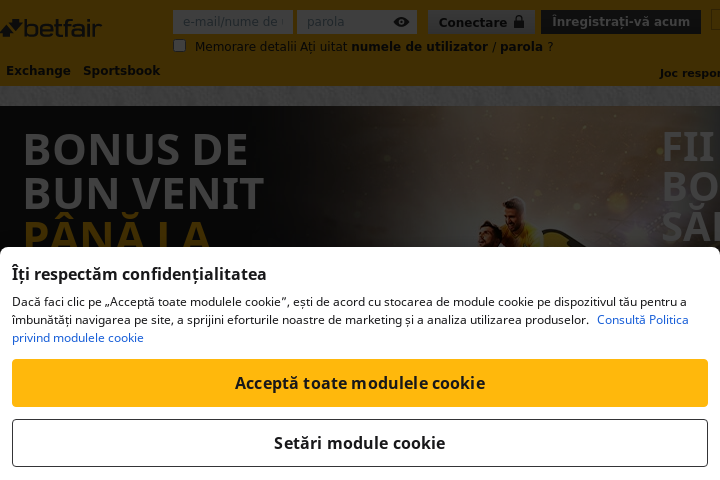 betfair
e-mail/nume de
parola
Conectare
Înregistrați-vă acum
Memorare detalii Ați uitat numele de utilizator / parola ?
Exchange Sportsbook
Joc respon
BONUS DE
BUN VENIT
PÂNĂ LA
FII
BO
SĂ
Îți respectăm confidențialitatea
Dacă faci clic pe „Acceptă toate modulele cookie”, ești de acord cu stocarea de module cookie pe dispozitivul tău pentru a
îmbunătăți navigarea pe site, a sprijini eforturile noastre de marketing și a analiza utilizarea produselor. Consultă Politica
privind modulele cookie
Acceptă toate modulele cookie
Setări module cookie